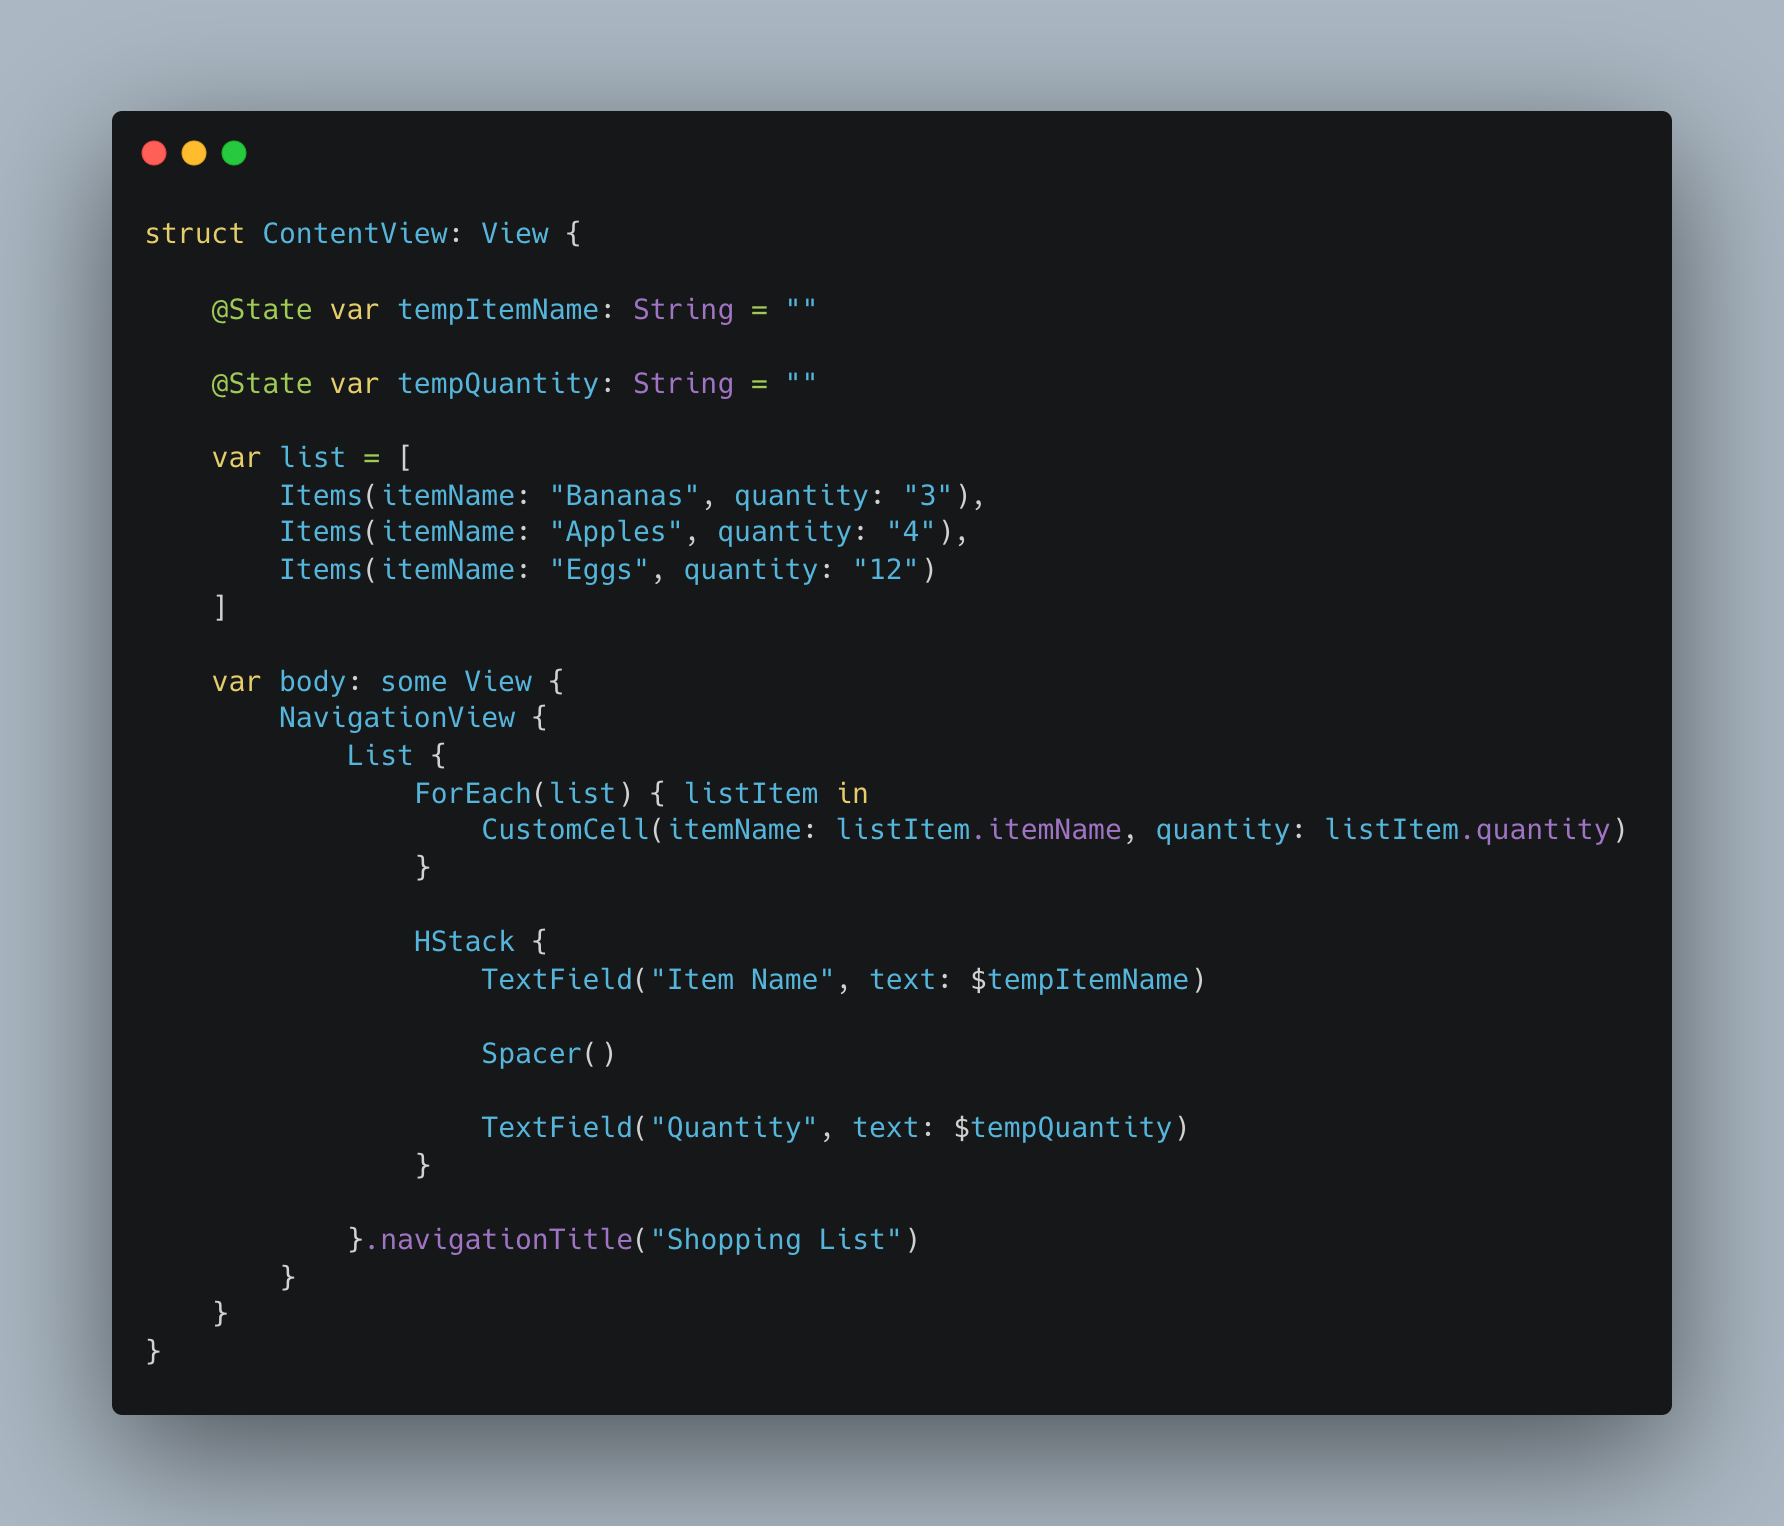 struct ContentView: View {
    @State var tempItemName: String = ""
    @State var tempQuantity: String = ""
    var list = [
        Items(itemName: "Bananas", quantity: "3"),
        Items(itemName: "Apples", quantity: "4"),
        Items(itemName: "Eggs", quantity: "12")
    ]
    var body: some View {
        NavigationView {
            List {
                ForEach(list) { listItem in
                    CustomCell(itemName: listItem.itemName, quantity: listItem.quantity)
                }
                HStack {
                    TextField("Item Name", text: $tempItemName)
                    Spacer()
                    TextField("Quantity", text: $tempQuantity)
                }
            }.navigationTitle("Shopping List")
        }
    }
}